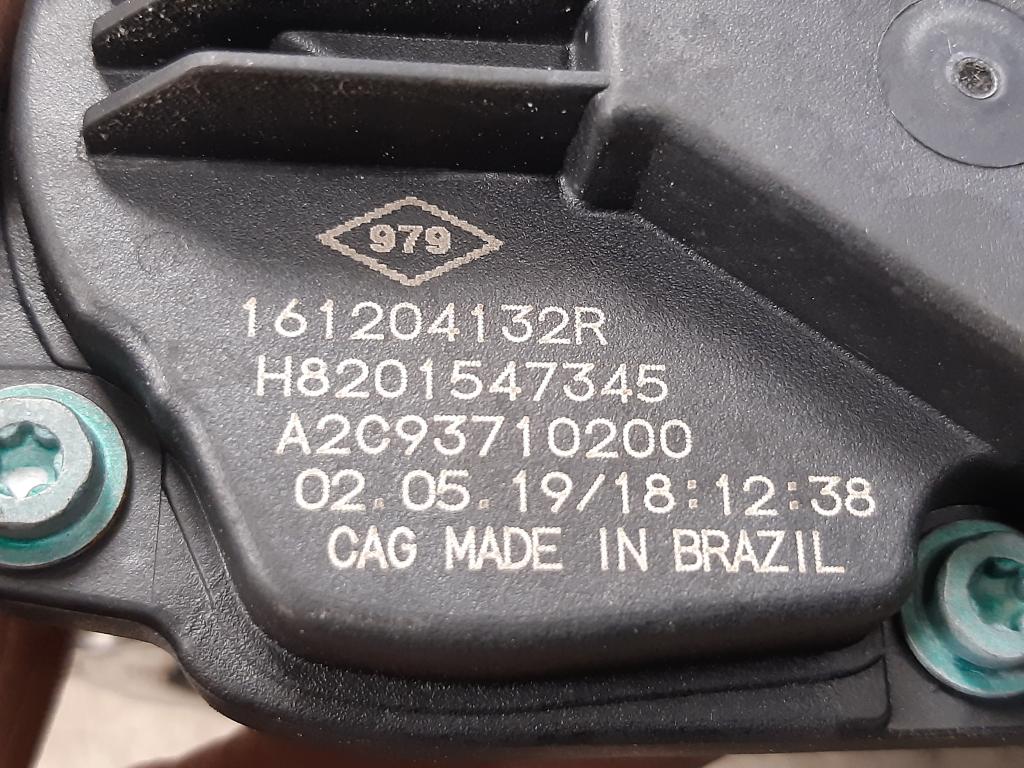 979
161204132R
H8201547345
A2C93710200
02.05.19/18:12:38
CAG MADE IN BRAZIL